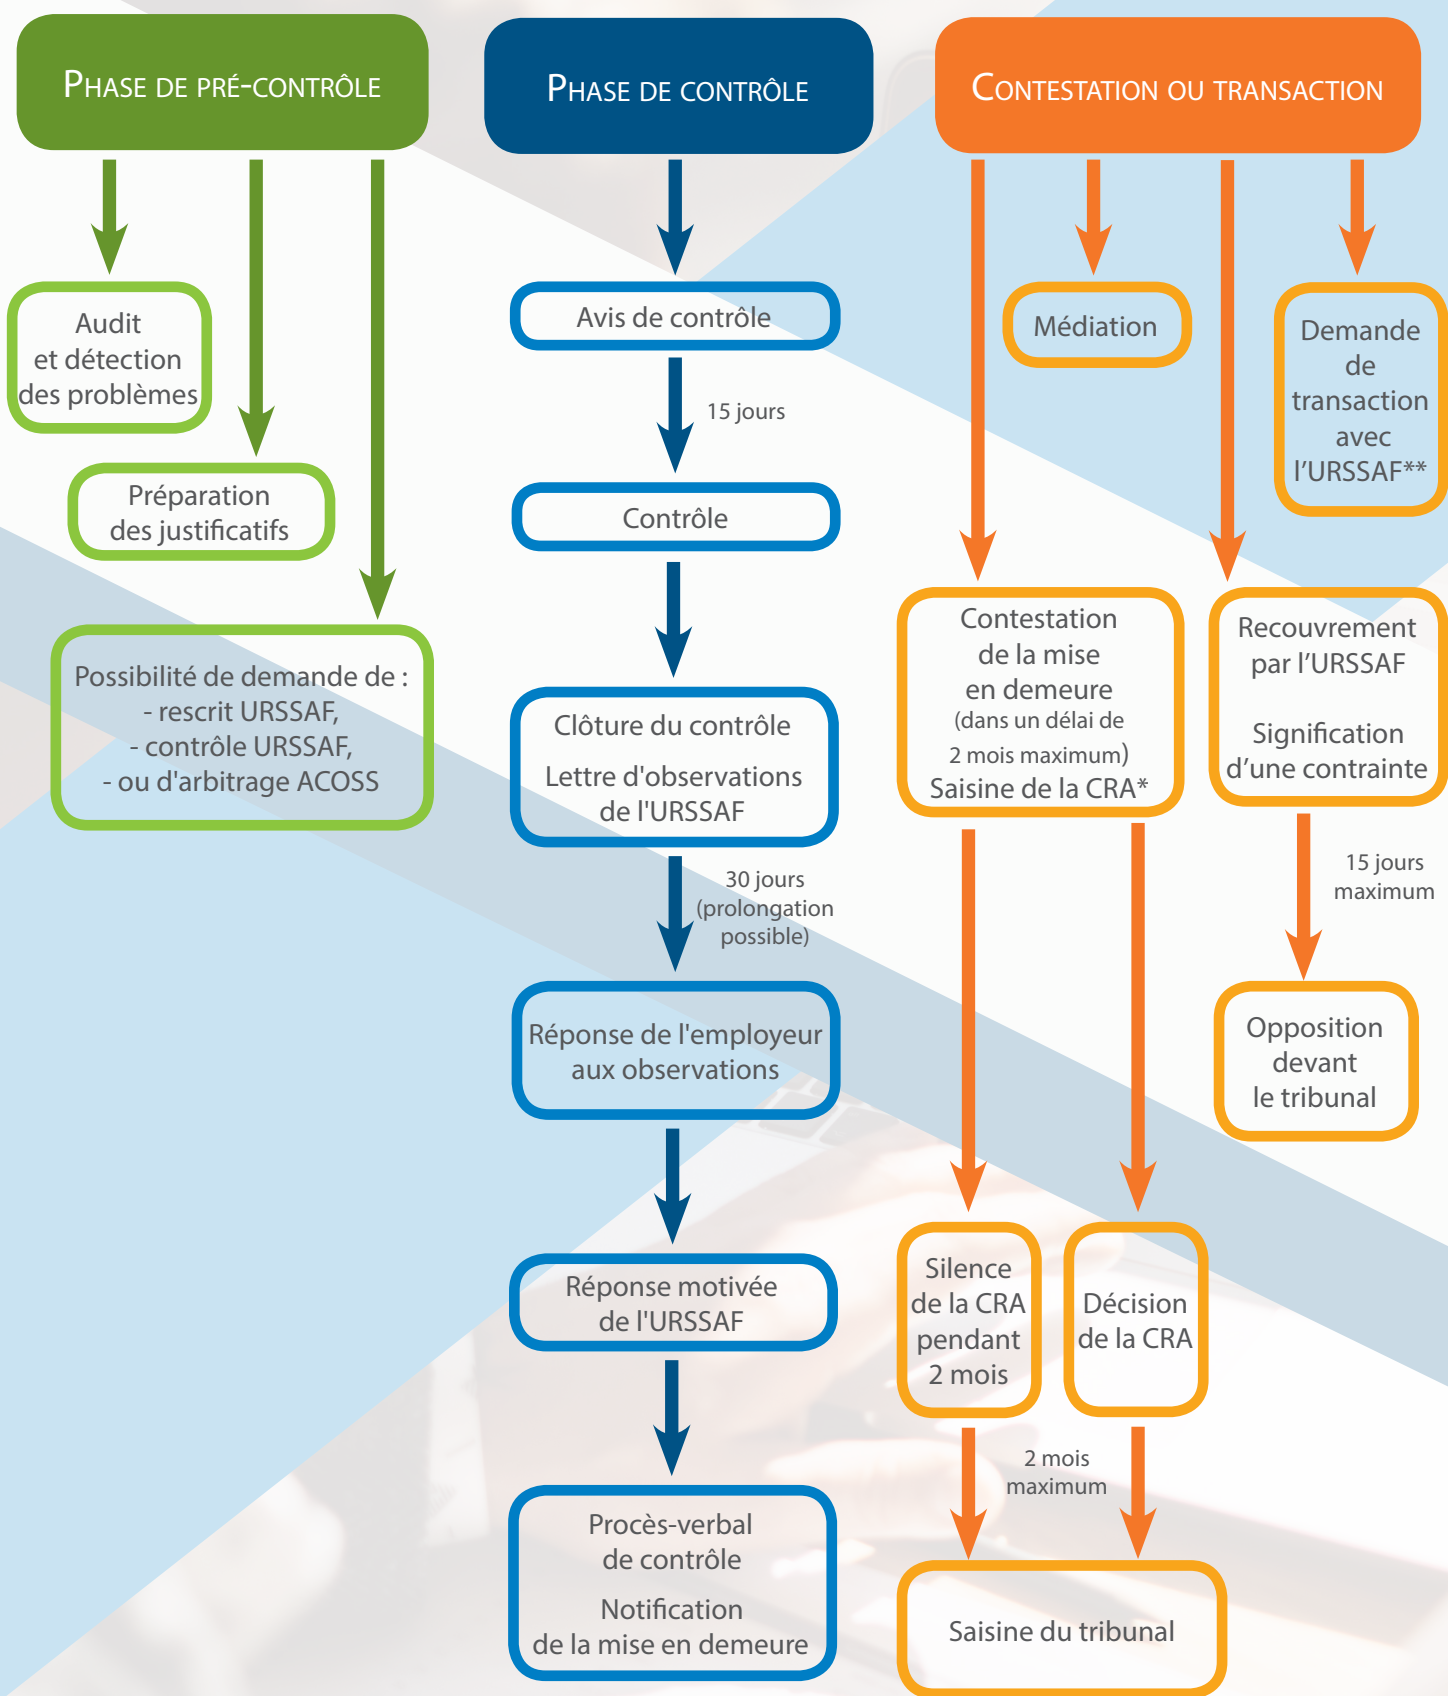 PHASE DE PRÉ-CONTRÔLE
Audit
et détection
des problèmes
Préparation
des justificatifs
Possibilité de demande de :
- rescrit URSSAF,
- contrôle URSSAF,
- ou d'arbitrage ACOSS
PHASE DE CONTRÔLE
Avis de contrôle
15 jours
Contrôle
Clôture du contrôle
Lettre d'observations
de l'URSSAF
30 jours
(prolongation
possible)
Réponse de l'employeur
aux observations
Réponse motivée
de l'URSSAF
Procès-verbal
de contrôle
Notification
de la mise en demeure
CONTESTATION OU TRANSACTION
Médiation
Demande
de
transaction
avec
l'URSSAF**
Contestation
de la mise
en demeure
(dans un délai de
2 mois maximum)
Saisine de la CRA*
Recouvrement
par l'URSSAF
Signification
d'une contrainte
15 jours
maximum
Opposition
devant
le tribunal
Silence
de la CRA
pendant
2 mois
Décision
de la CRA
2 mois
maximum
Saisine du tribunal